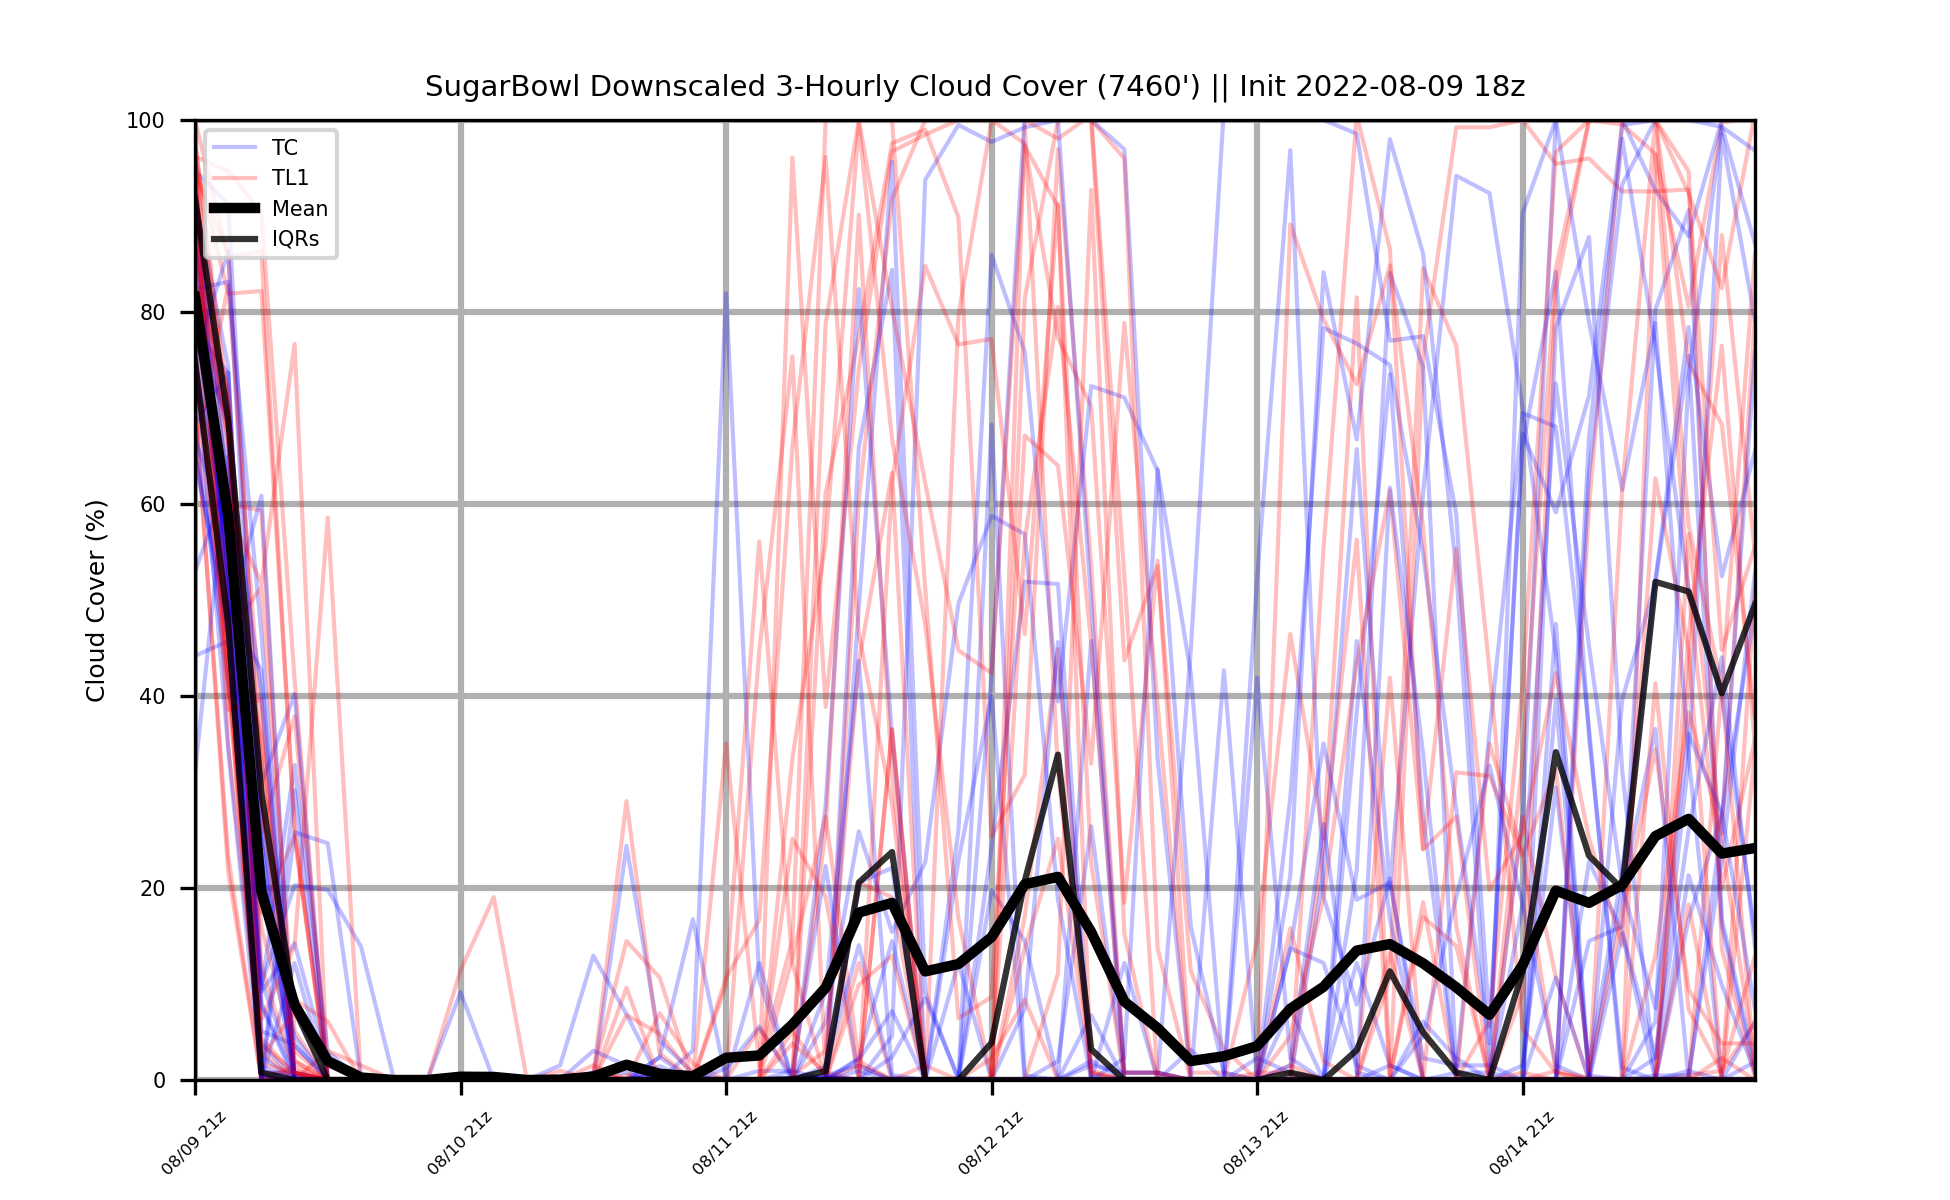 SugarBowl Downscaled 3-Hourly Cloud Cover (7460') || Init 2022-08-09 18z
Cloud Cover (%)
100
80
60
40
20
0
TC
TL1
Mean
IQRs
08/09 21z
08/10 21z
08/11 21z
08/12 21z
08/13 21z
08/14 21z